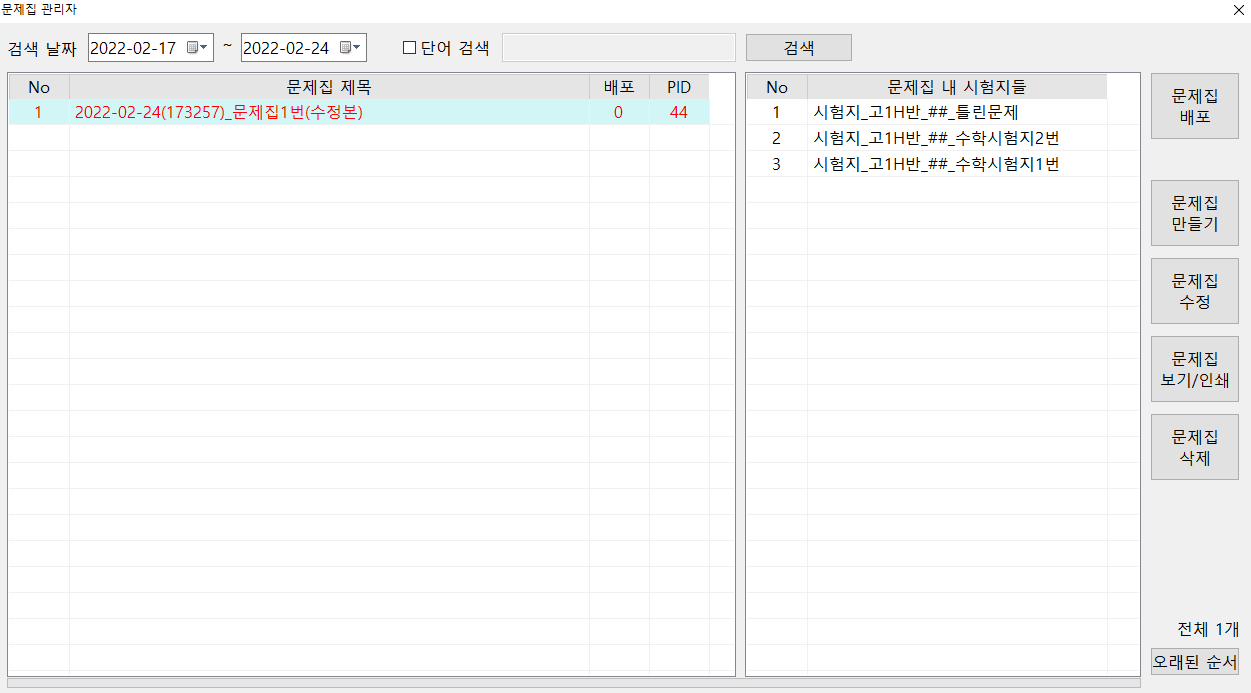 문제집 관리자
검색 날짜 2022-02-17 ~ 2022-02-24 단어 검색 검색
No 문제집 제목 배포 PID
1 2022-02-24(173257)_문제집1번(수정본) 0 44
No 문제집 내 시험지들
1 시험지_고1H반_##_틀린문제
2 시험지_고1H반_##_수학시험지2번
3 시험지_고1H반_##_수학시험지1번
문제집
배포
문제집
만들기
문제집
수정
문제집
보기/인쇄
문제집
삭제
전체 1개
오래된 순서